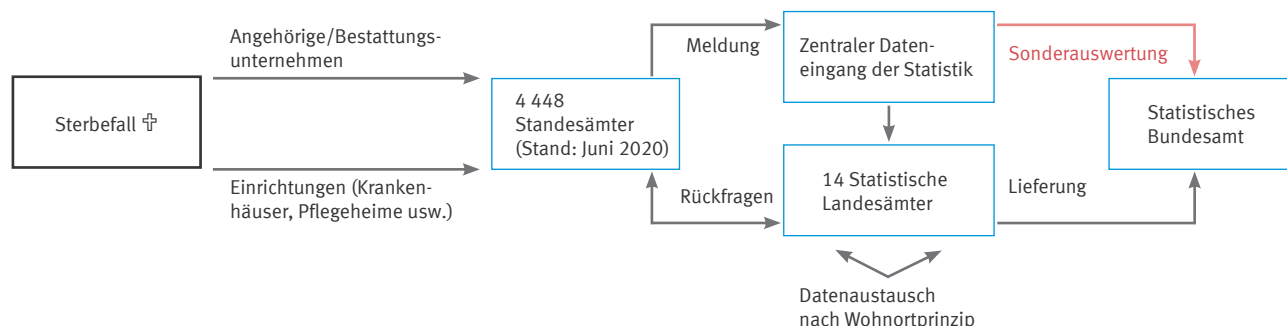 Angehörige/Bestattungs-
unternehmen
Sterbefall ✞
Einrichtungen (Kranken-
häuser, Pflegeheime usw.)
4 448
Standesämter
(Stand: Juni 2020)
Meldung
Rückfragen
Zentraler Daten-
eingang der Statistik
14 Statistische
Landesämter
Datenaustausch
nach Wohnortprinzip
Sonderauswertung
Lieferung
Statistisches
Bundesamt